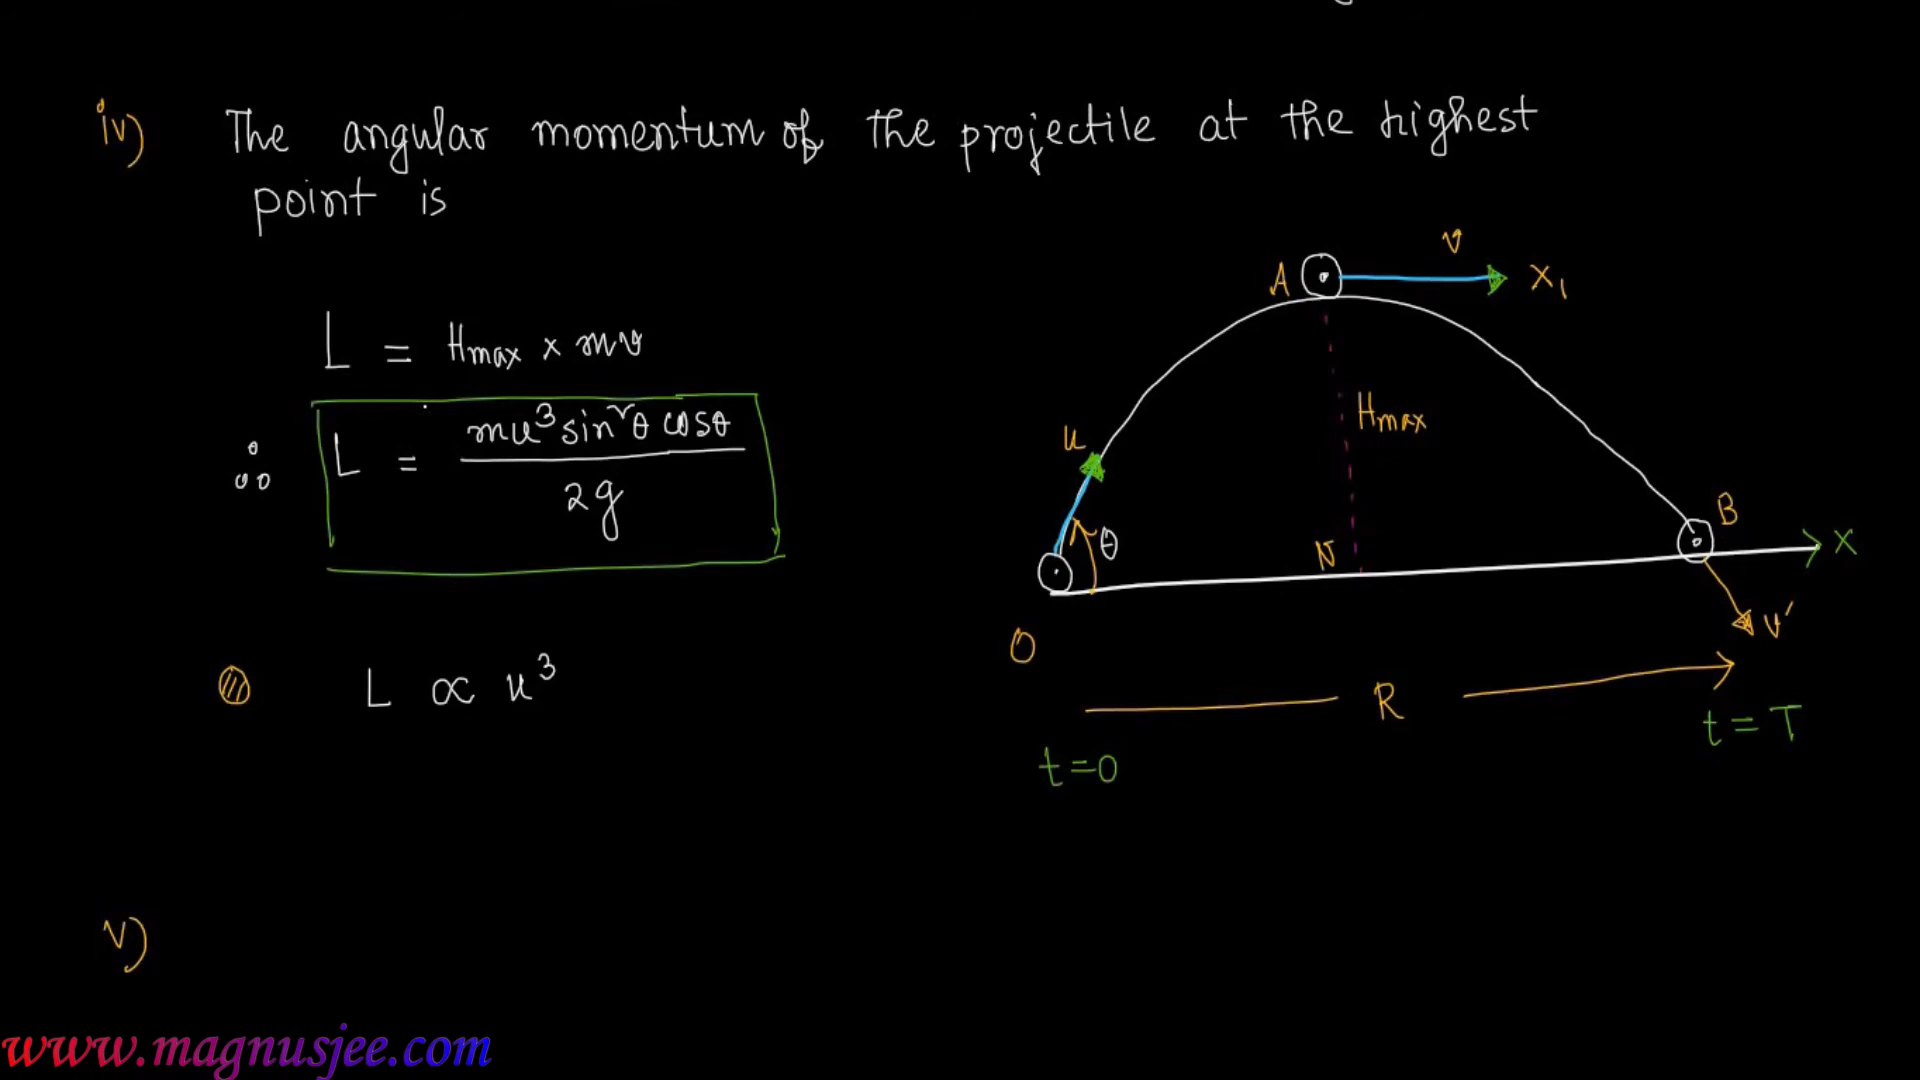 iv) The angular momentum of the projectile at the highest
point is
L = Hmax × mv
∴ L = mu³sin²θ cosθ / 2g
L ∝ u³
v)
A
v
X₁
u
Hmax
θ
N
B
X
v'
O
R
t = T
t = 0
www.magnusjee.com